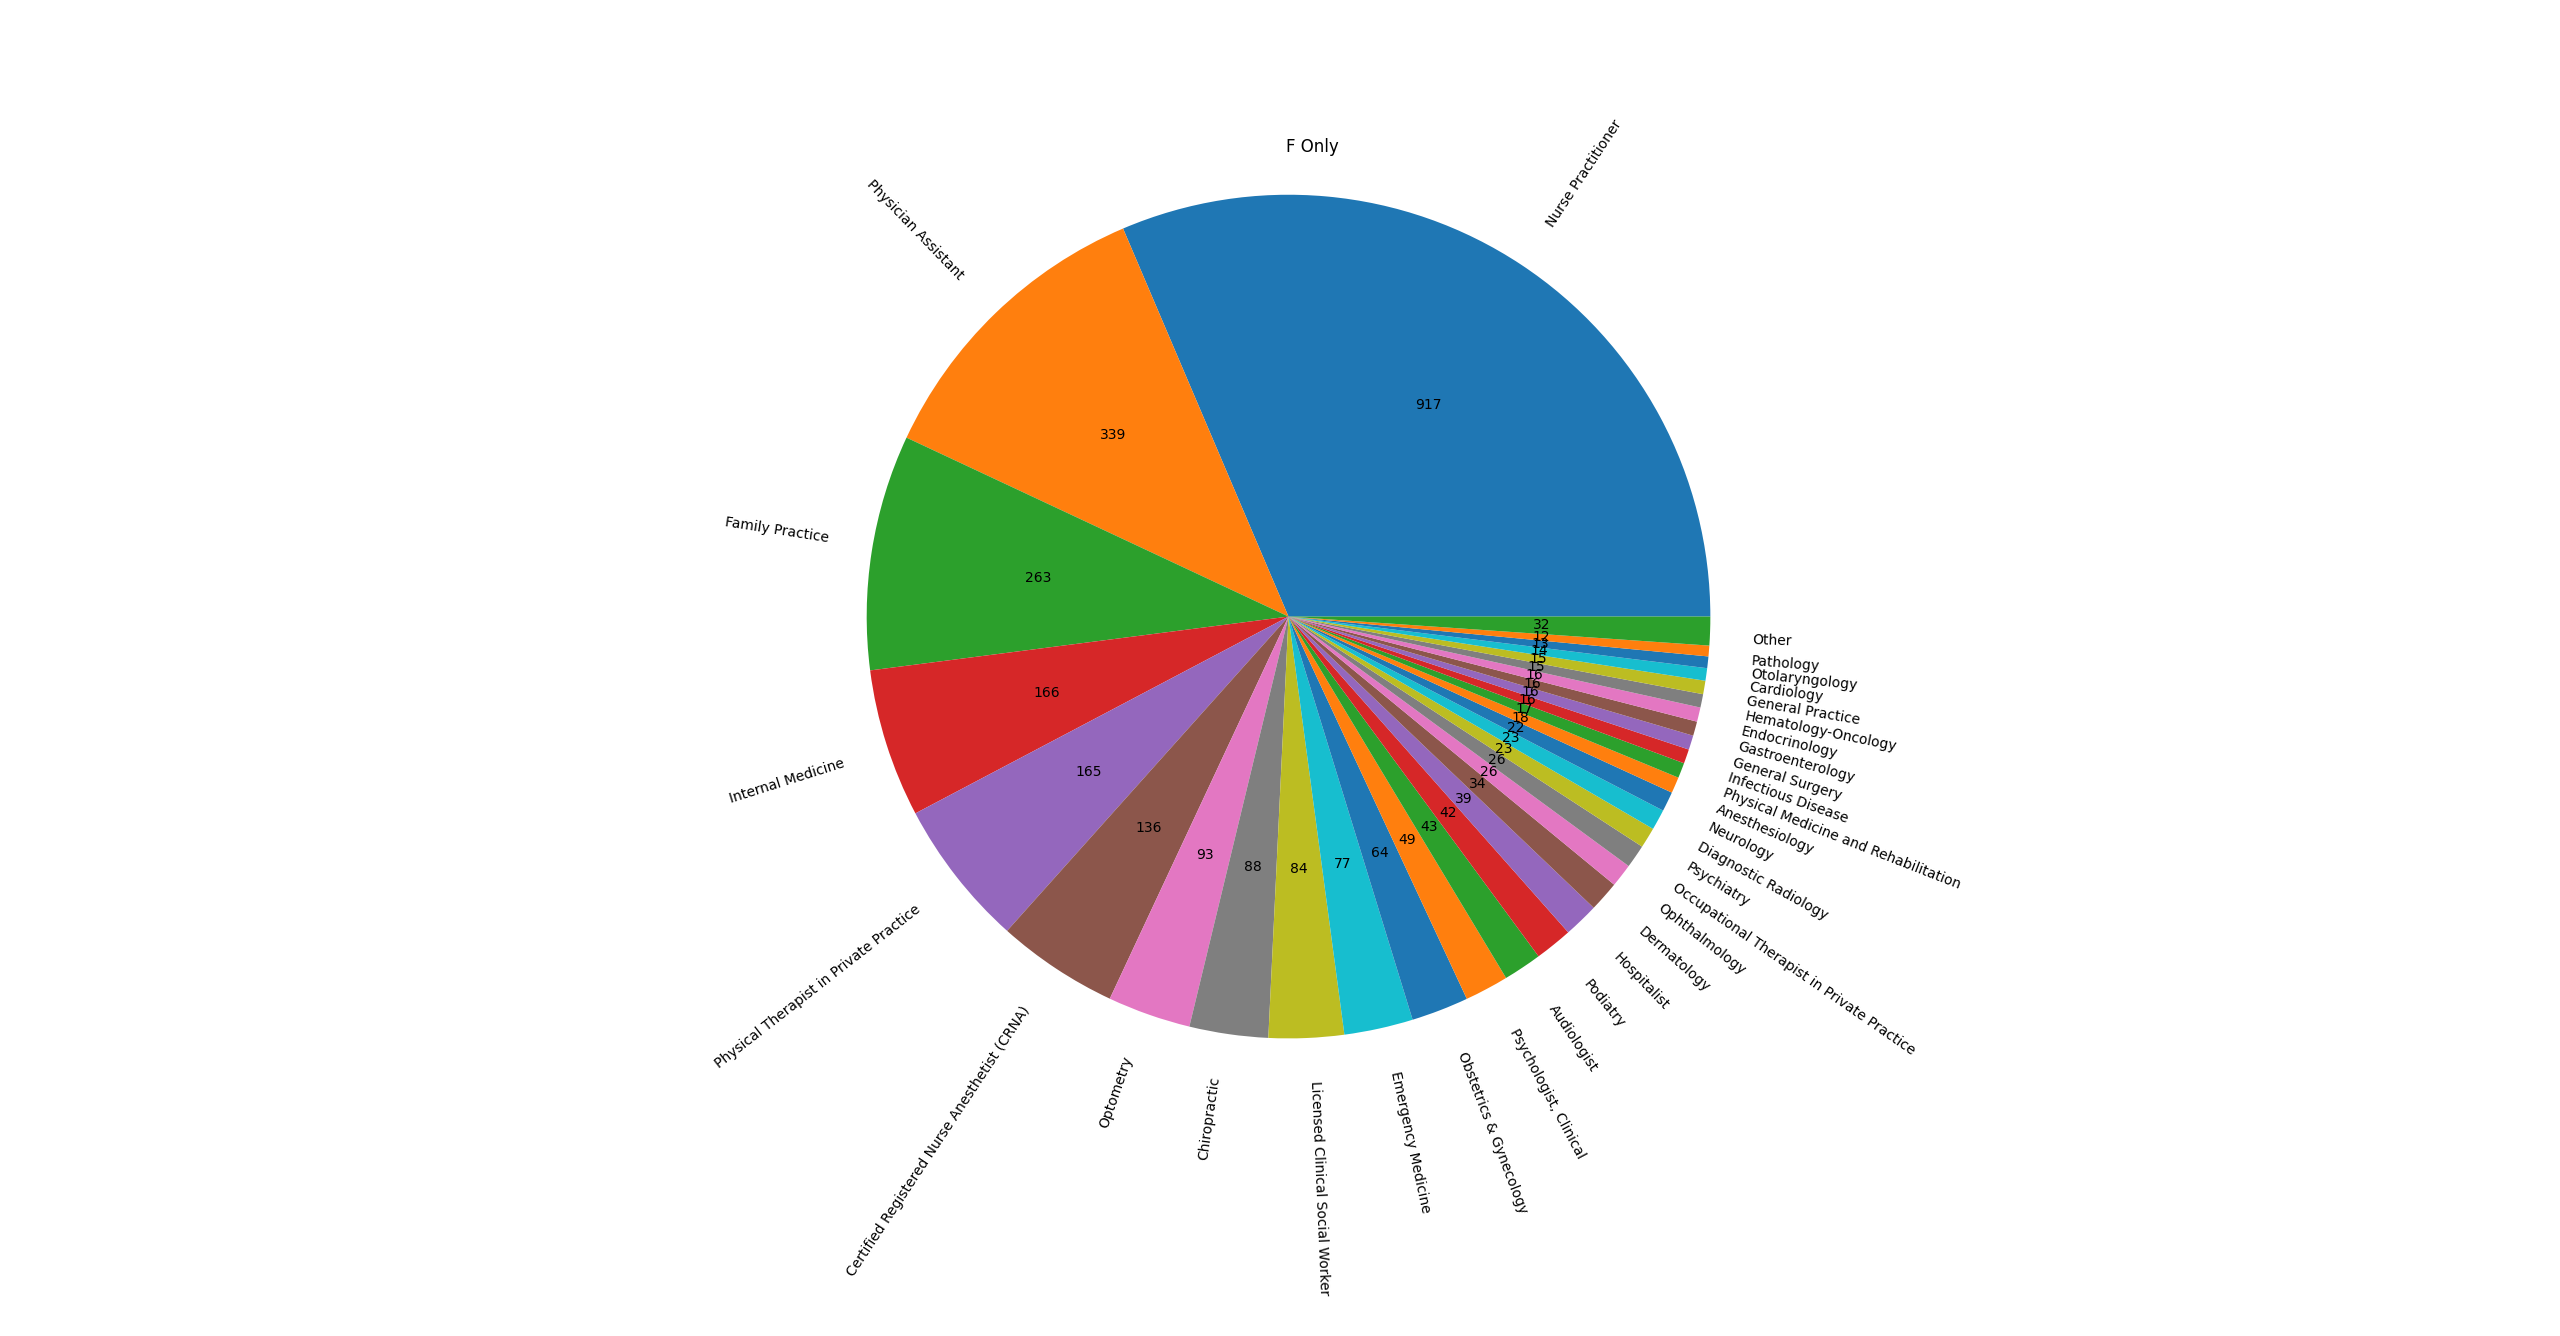 F Only
Nurse Practitioner
917
Physician Assistant
339
Family Practice
263
Internal Medicine
166
Physical Therapist in Private Practice
165
Certified Registered Nurse Anesthetist (CRNA)
136
Optometry
93
Chiropractic
88
Licensed Clinical Social Worker
84
Emergency Medicine
77
Obstetrics & Gynecology
64
Psychologist, Clinical
49
Audiologist
43
Podiatry
42
Hospitalist
39
Dermatology
34
Ophthalmology
26
Occupational Therapist in Private Practice
26
Psychiatry
23
Diagnostic Radiology
23
Neurology
22
Anesthesiology
18
Physical Medicine and Rehabilitation
17
Infectious Disease
16
General Surgery
16
Gastroenterology
16
Endocrinology
16
Hematology-Oncology
15
General Practice
15
Cardiology
14
Otolaryngology
13
Pathology
12
Other
32